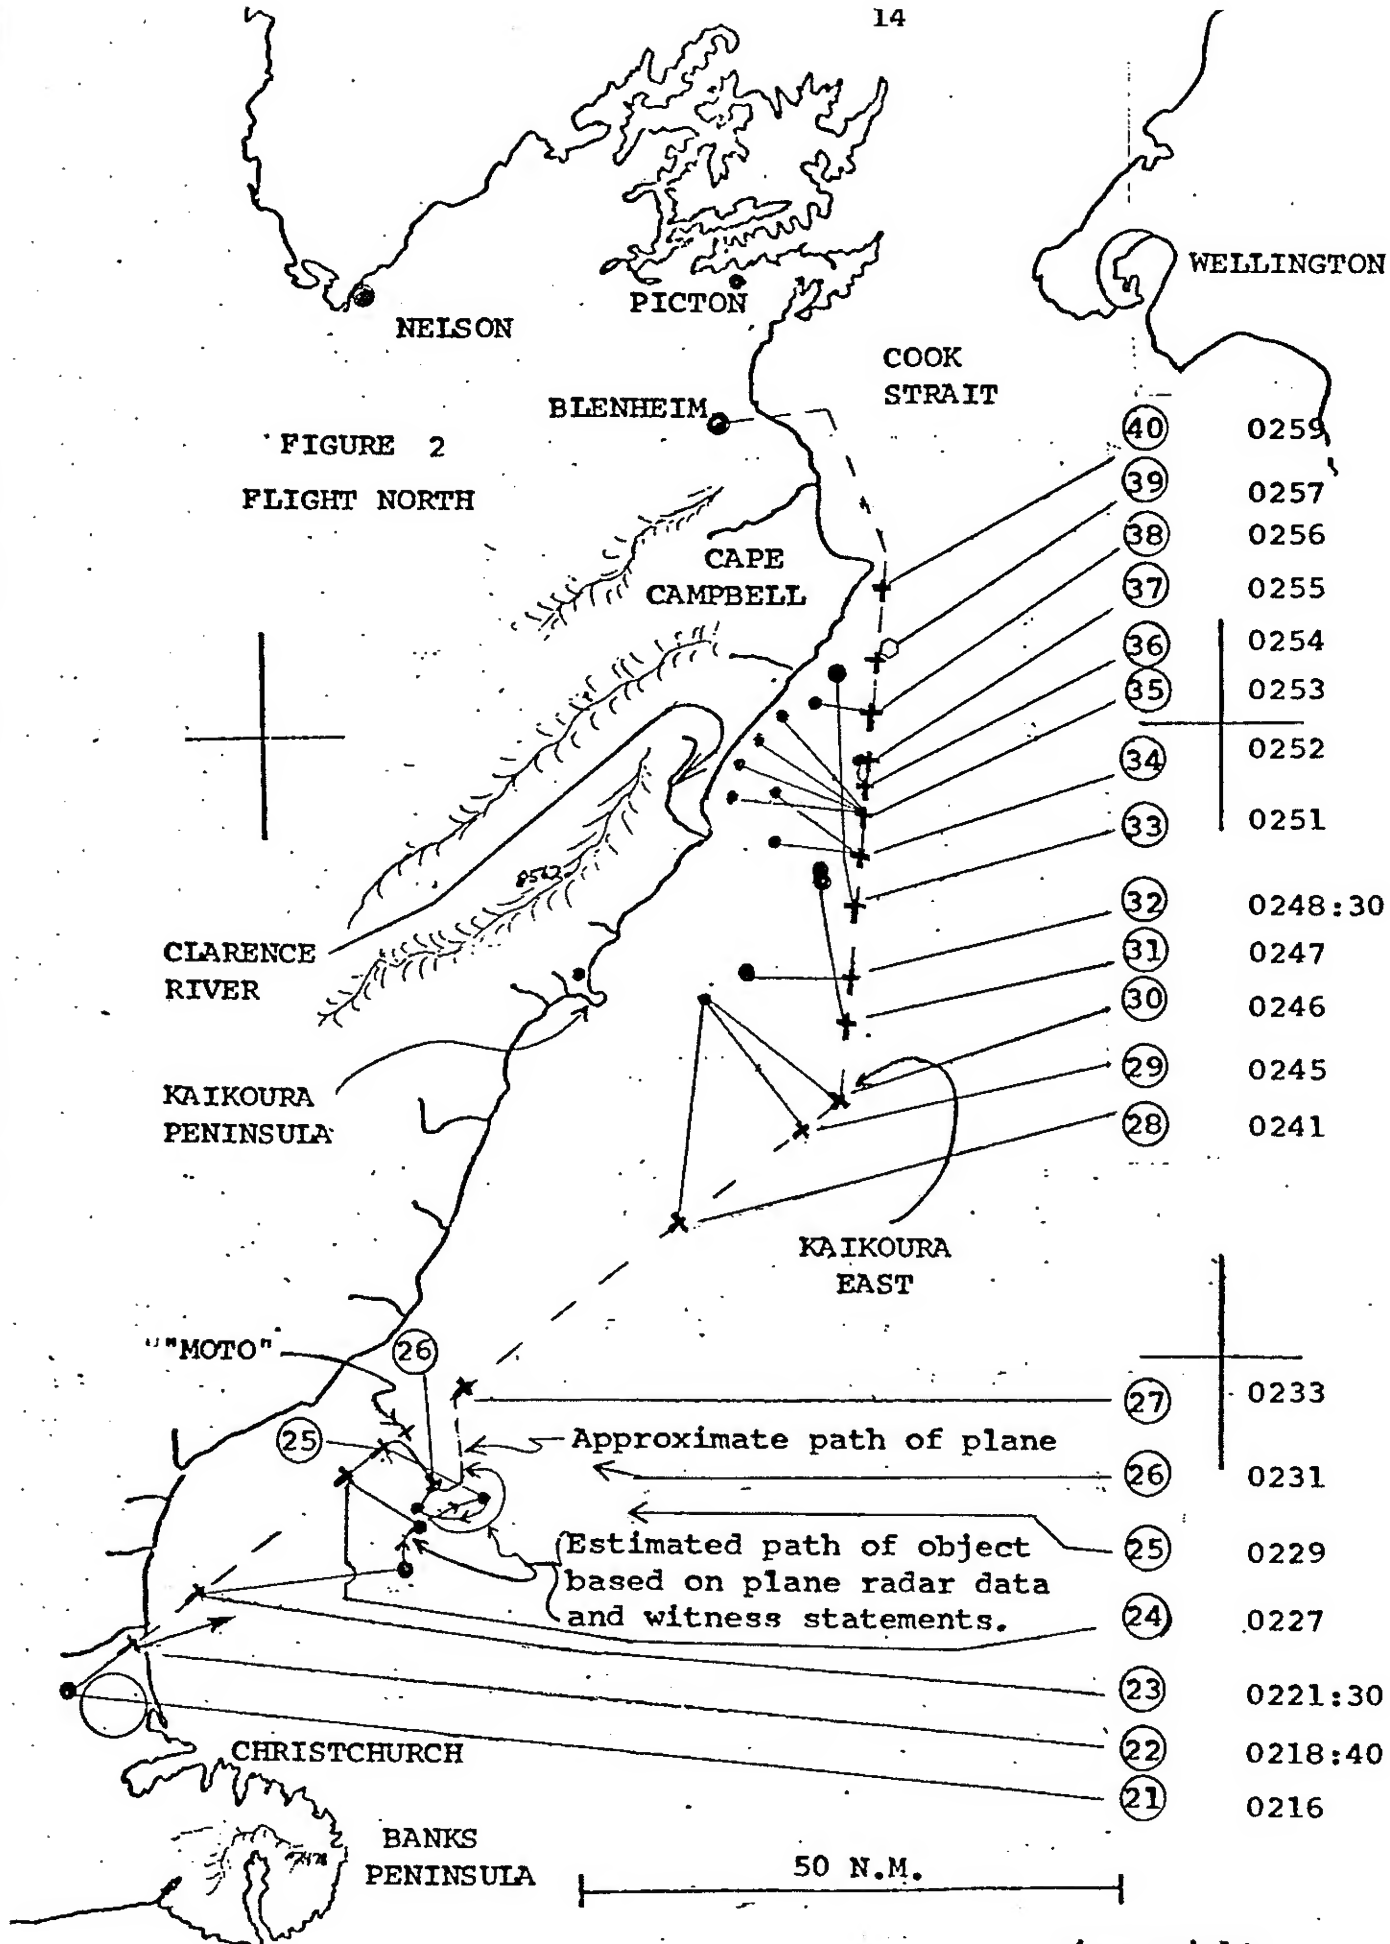 14
WELLINGTON
NELSON
PICTON
COOK
STRAIT
BLENHEIM
FIGURE 2
FLIGHT NORTH
CAPE
CAMPBELL
40 0259
39 0257
38 0256
37 0255
36 0254
35 0253
34 0252
33 0251
32 0248:30
31 0247
30 0246
29 0245
28 0241
8562
CLARENCE
RIVER
KAIKOURA
PENINSULA
KAIKOURA
EAST
"MOTO"
26
25
27 0233
Approximate path of plane
26 0231
Estimated path of object
based on plane radar data
and witness statements.
25 0229
24 0227
23 0221:30
22 0218:40
21 0216
CHRISTCHURCH
BANKS
PENINSULA
50 N.M.